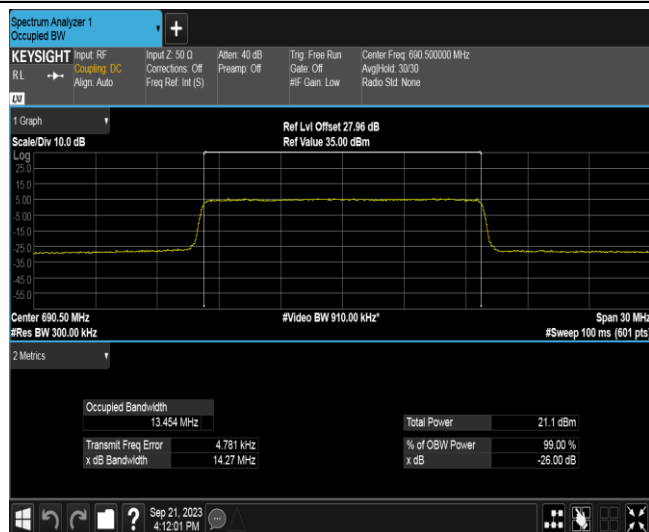 Spectrum Analyzer 1
Occupied BW
+
KEYSIGHT
RL
Input: RF
Coupling: DC
Align: Auto
Input Z: 50 Ω
Corrections: Off
Freq Ref: Int (S)
Atten: 40 dB
Preamp: Off
Trig: Free Run
Gate: Off
#IF Gain: Low
Center Freq: 690.500000 MHz
Avg|Hold: 30/30
Radio Std: None
LXI
1 Graph
Scale/Div 10.0 dB
Ref Lvl Offset 27.96 dB
Ref Value 35.00 dBm
Log
25.0
15.0
5.00
-5.00
-15.0
-25.0
-35.0
-45.0
-55.0
Center 690.50 MHz
#Res BW 300.00 kHz
#Video BW 910.00 kHz*
Span 30 MHz
#Sweep 100 ms (601 pts)
2 Metrics
Occupied Bandwidth
13.454 MHz
Transmit Freq Error 4.781 kHz
x dB Bandwidth 14.27 MHz
Total Power 21.1 dBm
% of OBW Power 99.00 %
x dB -26.00 dB
?
Sep 21, 2023
4:12:01 PM